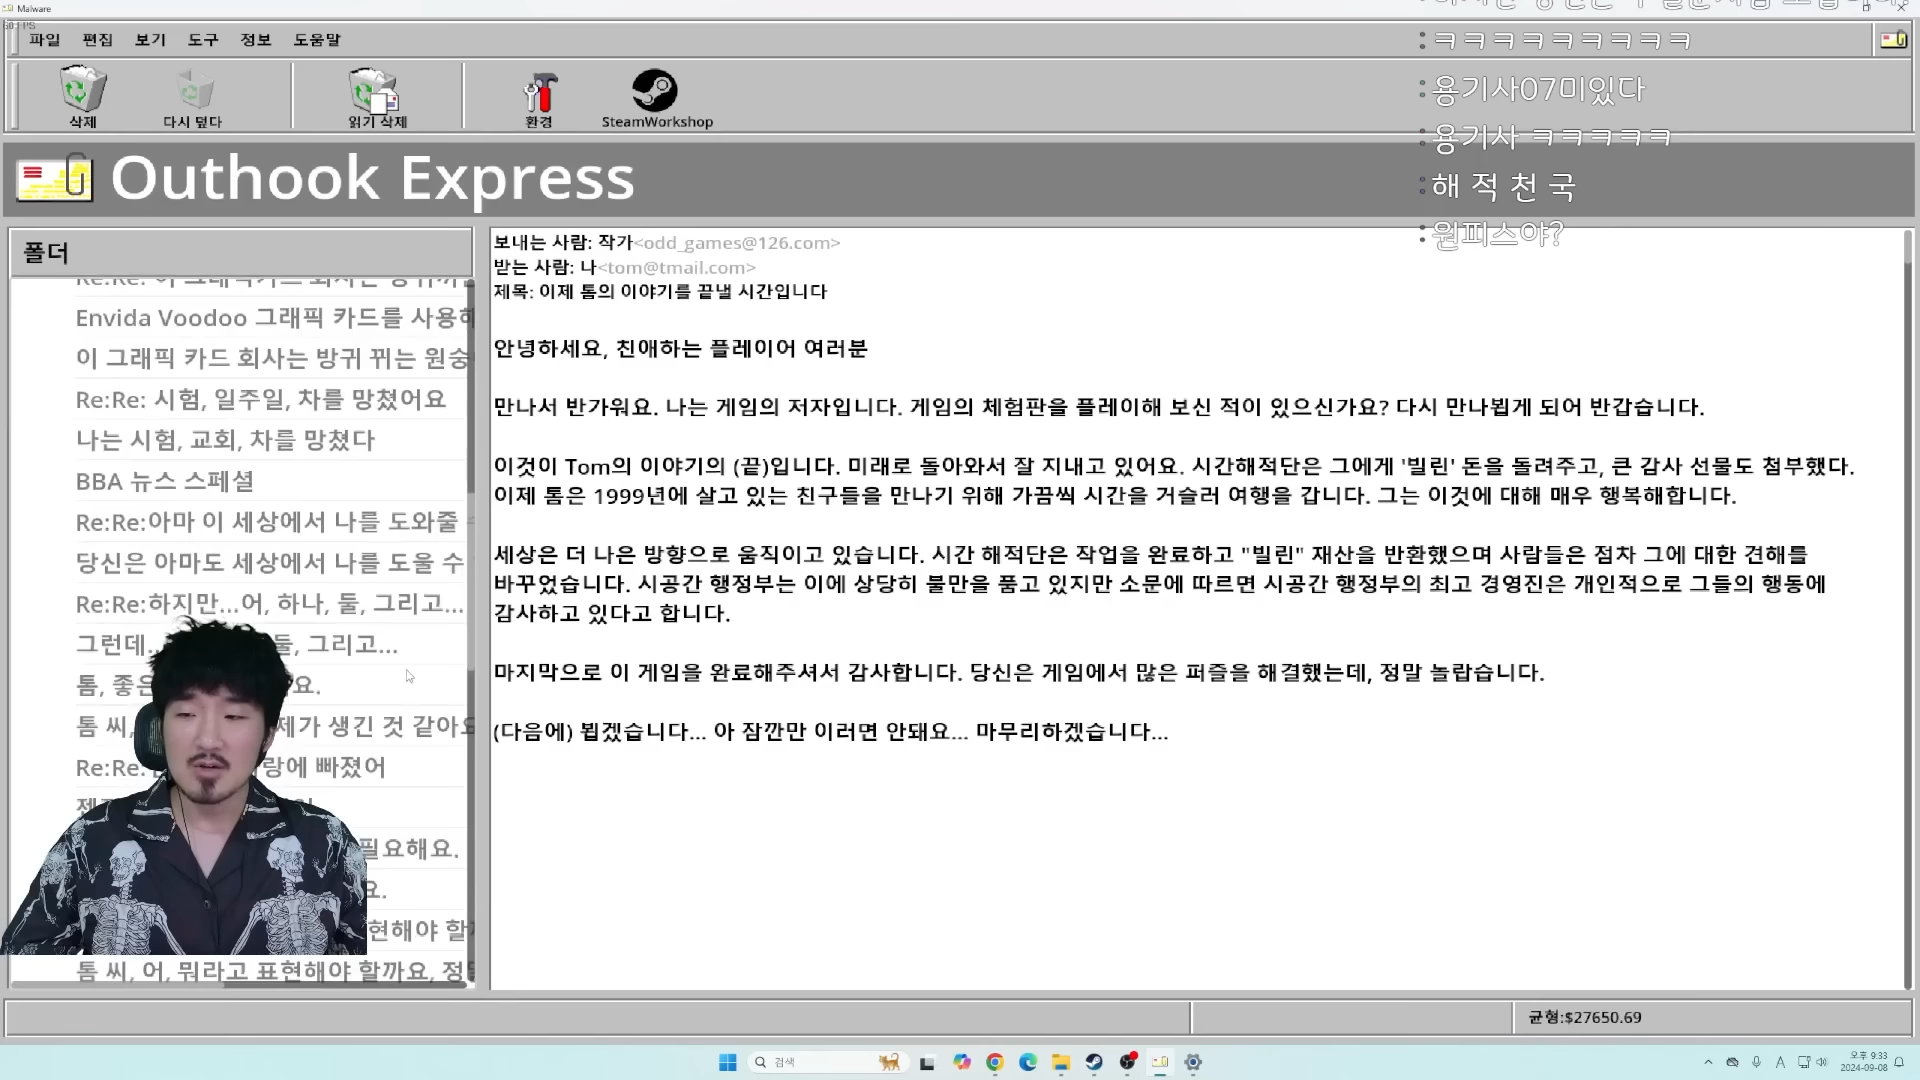 Malware
파일 편집 보기 도구 정보 도움말
: ㅋㅋㅋㅋㅋㅋㅋㅋㅋ
: 용기사07미있다
: 용기사 ㅋㅋㅋㅋㅋ
: 해 적 천 국
: 원피스야?
삭제 다시 덮다 읽기 삭제 환경 SteamWorkshop
Outhook Express
폴더
Envida Voodoo 그래픽 카드를 사용하
이 그래픽 카드 회사는 방귀 뀌는 원숭
Re:Re: 시험, 일주일, 차를 망쳤어요
나는 시험, 교회, 차를 망쳤다
BBA 뉴스 스페셜
Re:Re:아마 이 세상에서 나를 도와줄
당신은 아마도 세상에서 나를 도울 수
Re:Re:하지만...어, 하나, 둘, 그리고...
그런데.. 둘, 그리고...
톰, 좋은 요.
톰 씨, 제가 생긴 것 같아요
Re:Re: 랑에 빠졌어
필요해요.
요.
현해야 할
톰 씨, 어, 뭐라고 표현해야 할까요, 정말
보내는 사람: 작가<odd_games@126.com>
받는 사람: 나<tom@tmail.com>
제목: 이제 톰의 이야기를 끝낼 시간입니다
안녕하세요, 친애하는 플레이어 여러분
만나서 반가워요. 나는 게임의 저자입니다. 게임의 체험판을 플레이해 보신 적이 있으신가요? 다시 만나뵙게 되어 반갑습니다.
이것이 Tom의 이야기의 (끝)입니다. 미래로 돌아와서 잘 지내고 있어요. 시간해적단은 그에게 '빌린' 돈을 돌려주고, 큰 감사 선물도 첨부했다.
이제 톰은 1999년에 살고 있는 친구들을 만나기 위해 가끔씩 시간을 거슬러 여행을 갑니다. 그는 이것에 대해 매우 행복해합니다.
세상은 더 나은 방향으로 움직이고 있습니다. 시간 해적단은 작업을 완료하고 "빌린" 재산을 반환했으며 사람들은 점차 그에 대한 견해를
바꾸었습니다. 시공간 행정부는 이에 상당히 불만을 품고 있지만 소문에 따르면 시공간 행정부의 최고 경영진은 개인적으로 그들의 행동에
감사하고 있다고 합니다.
마지막으로 이 게임을 완료해주셔서 감사합니다. 당신은 게임에서 많은 퍼즐을 해결했는데, 정말 놀랍습니다.
(다음에) 뵙겠습니다... 아 잠깐만 이러면 안돼요... 마무리하겠습니다...
균형:$27650.69
검색
A
오후 9:33
2024-09-08